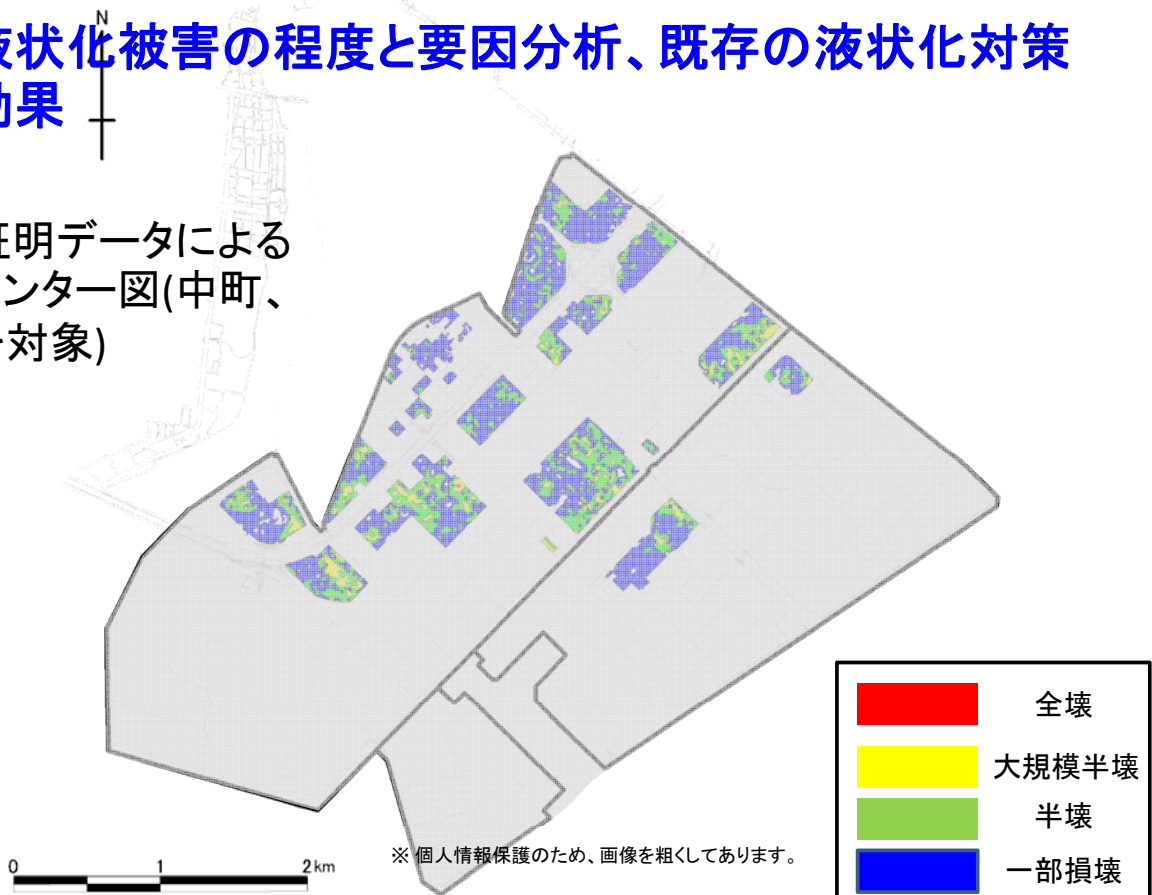 N
液状化被害の程度と要因分析、既存の液状化対策
効果
証明データによる
ンター図(中町、
対象)
全壊
大規模半壊
半壊
一部損壊
※ 個人情報保護のため、画像を粗くしてあります。
0 1 2km